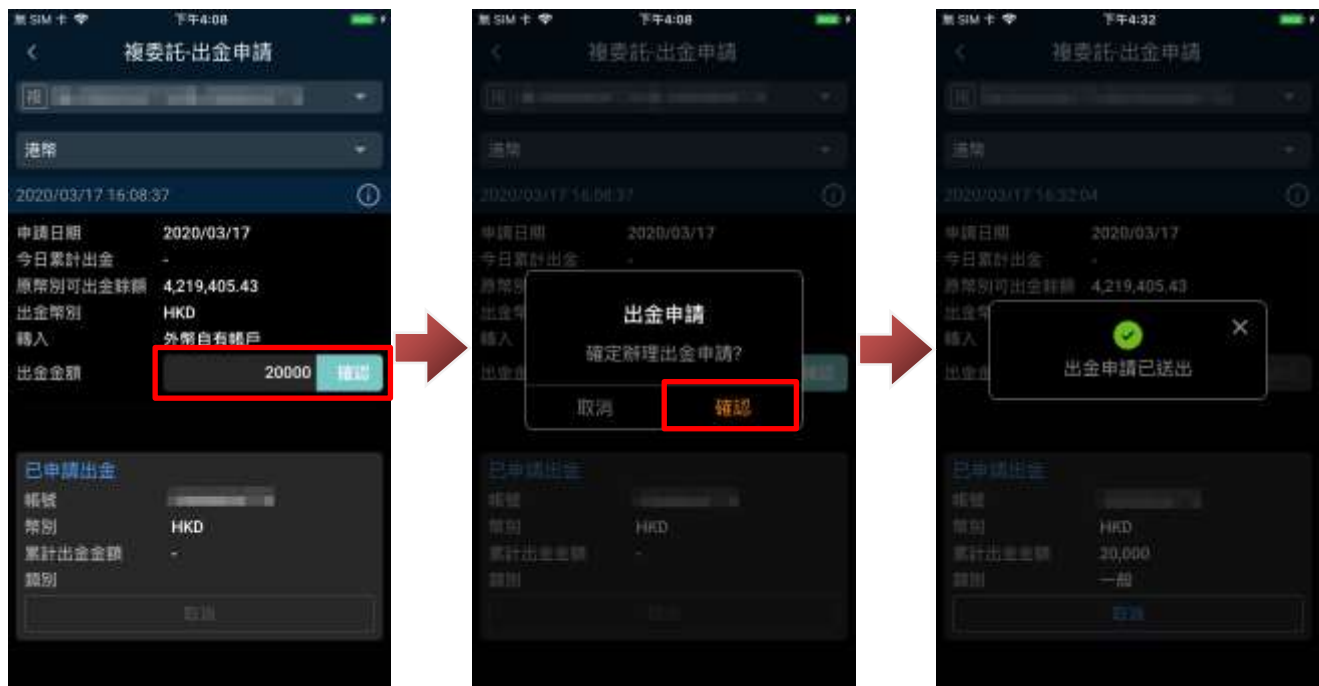 無 SIM 卡 下午4:08
複委託-出金申請
複
港幣
2020/03/17 16:08:37
申請日期 2020/03/17
今日累計出金 -
原幣別可出金餘額 4,219,405.43
出金幣別 HKD
轉入 外幣自有帳戶
出金金額 20000 確認
已申請出金
帳號
幣別 HKD
累計出金金額 -
類別
取消
無 SIM 卡 下午4:08
複委託-出金申請
港幣
2020/03/17 16:08:37
申請日期 2020/03/17
今日累計出金 -
原幣別
轉入
出金申請
確定辦理出金申請?
取消 確認
已申請出金
帳號
幣別 HKD
累計出金金額 -
類別
取消
無 SIM 卡 下午4:32
複委託-出金申請
港幣
2020/03/17 16:32:04
申請日期 2020/03/17
今日累計出金 -
原幣別可出金餘額 4,219,405.43
轉入
出金申請已送出
已申請出金
帳號
幣別 HKD
累計出金金額 20,000
類別 一般
取消